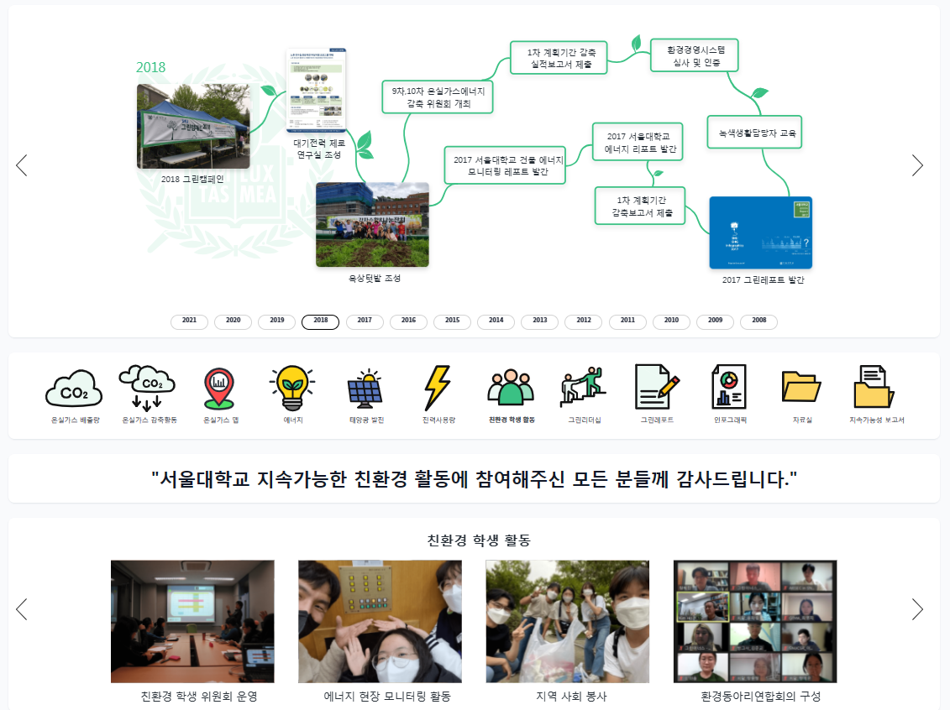 2018
2018 그린캠페인
대기전력 제로
연구실 조성
옥상텃밭 조성
9차,10차 온실가스에너지
감축 위원회 개최
1차 계획기간 감축
실적보고서 제출
환경경영시스템
심사 및 인증
녹색생활담당자 교육
2017 서울대학교 건물 에너지
모니터링 레포트 발간
2017 서울대학교
에너지 리포트 발간
1차 계획기간
감축보고서 제출
2017 그린레포트 발간
LUX
TAS MEA
2021 2020 2019 2018 2017 2016 2015 2014 2013 2012 2011 2010 2009 2008
CO₂ CO₂
온실가스 배출량 온실가스 감축활동 온실가스 맵 에너지 태양광 발전 전력사용량 친환경 학생 활동 그린리더십 그린레포트 인포그래픽 자료실 지속가능성 보고서
"서울대학교 지속가능한 친환경 활동에 참여해주신 모든 분들께 감사드립니다."
친환경 학생 활동
친환경 학생 위원회 운영 에너지 현장 모니터링 활동 지역 사회 봉사 환경동아리연합회의 구성